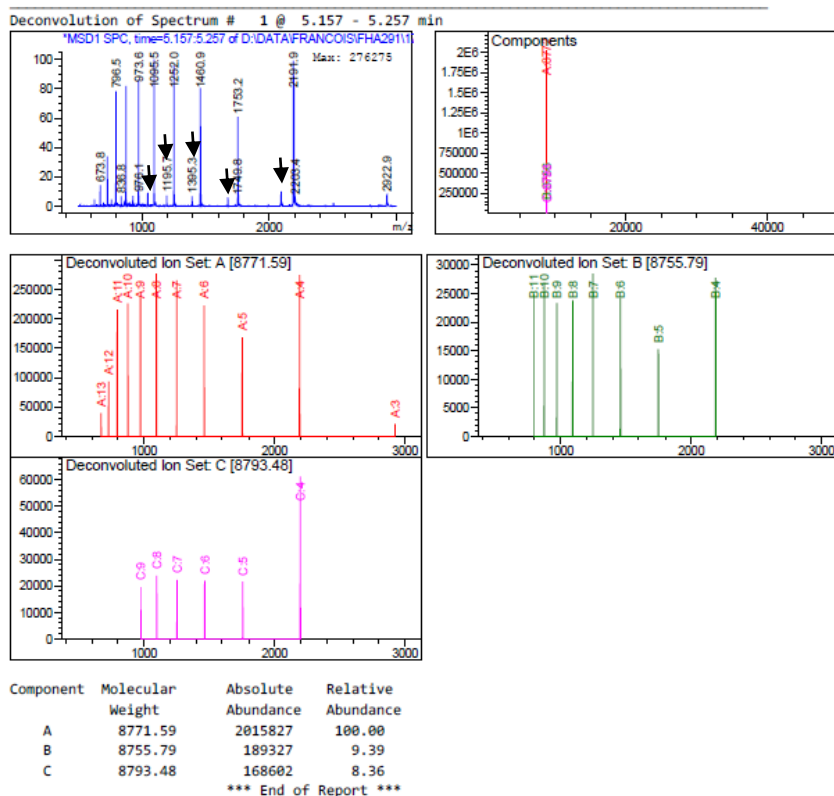 Deconvolution of Spectrum # 1 @ 5.157 - 5.257 min
*MSD1 SPC, time=5.157:5.257 of D:\DATA\FRANCOIS\FHA291\1
Max: 276275
100
80
60
40
20
0
673.8
796.5
836.8
973.6
976.1
1095.5
1195.7
1252.0
1395.3
1460.9
1753.2
1749.8
2191.9
2203.4
2922.9
1000
2000
m/z
Components
2E6
1.75E6
1.5E6
1.25E6
1E6
750000
500000
250000
20000
40000
Deconvoluted Ion Set: A [8771.59]
250000
200000
150000
100000
50000
0
A:13
A:12
A:11
A:10
A:9
A:8
A:7
A:6
A:5
A:4
A:3
1000
2000
3000
Deconvoluted Ion Set: B [8755.79]
30000
25000
20000
15000
10000
5000
0
B:11
B:10
B:9
B:8
B:7
B:6
B:5
B:4
1000
2000
3000
Deconvoluted Ion Set: C [8793.48]
60000
50000
40000
30000
20000
10000
0
C:9
C:8
C:7
C:6
C:5
C:4
1000
2000
3000
Component Molecular Absolute Relative
Weight Abundance Abundance
A 8771.59 2015827 100.00
B 8755.79 189327 9.39
C 8793.48 168602 8.36
*** End of Report ***